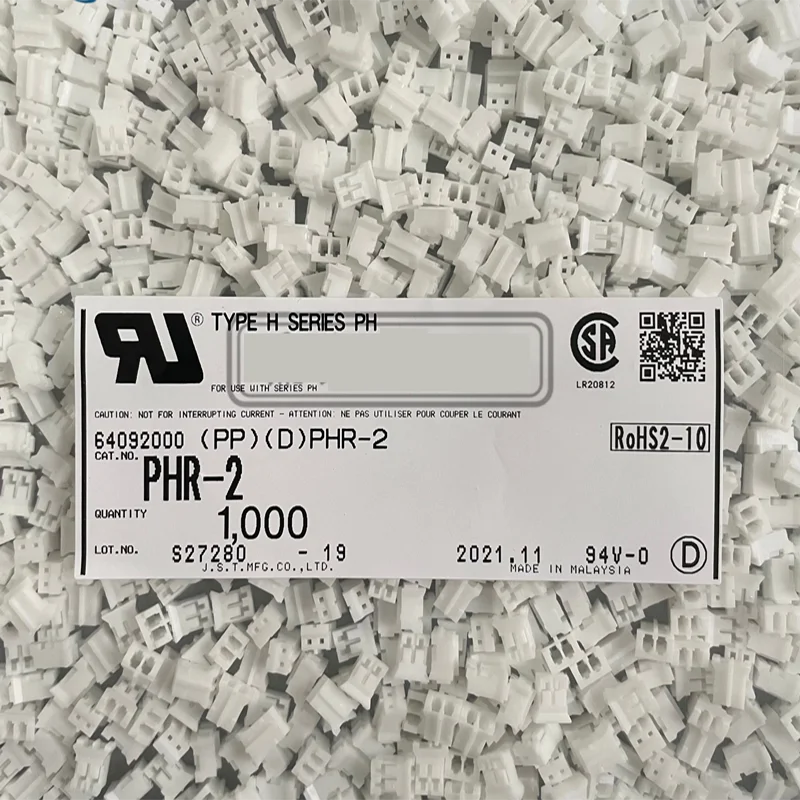 RU ® TYPE H SERIES PH
FOR USE WITH SERIES PH
SA
LR20812
CAUTION: NOT FOR INTERRUPTING CURRENT - ATTENTION: NE PAS UTILISER POUR COUPER LE COURANT
64092000 (PP)(D)PHR-2
RoHS2-10
CAT.NO. PHR-2
QUANTITY 1,000
LOT.NO. S27280 -19 2021.11 94V-0 D
J.S.T.MFG.CO.,LTD. MADE IN MALAYSIA